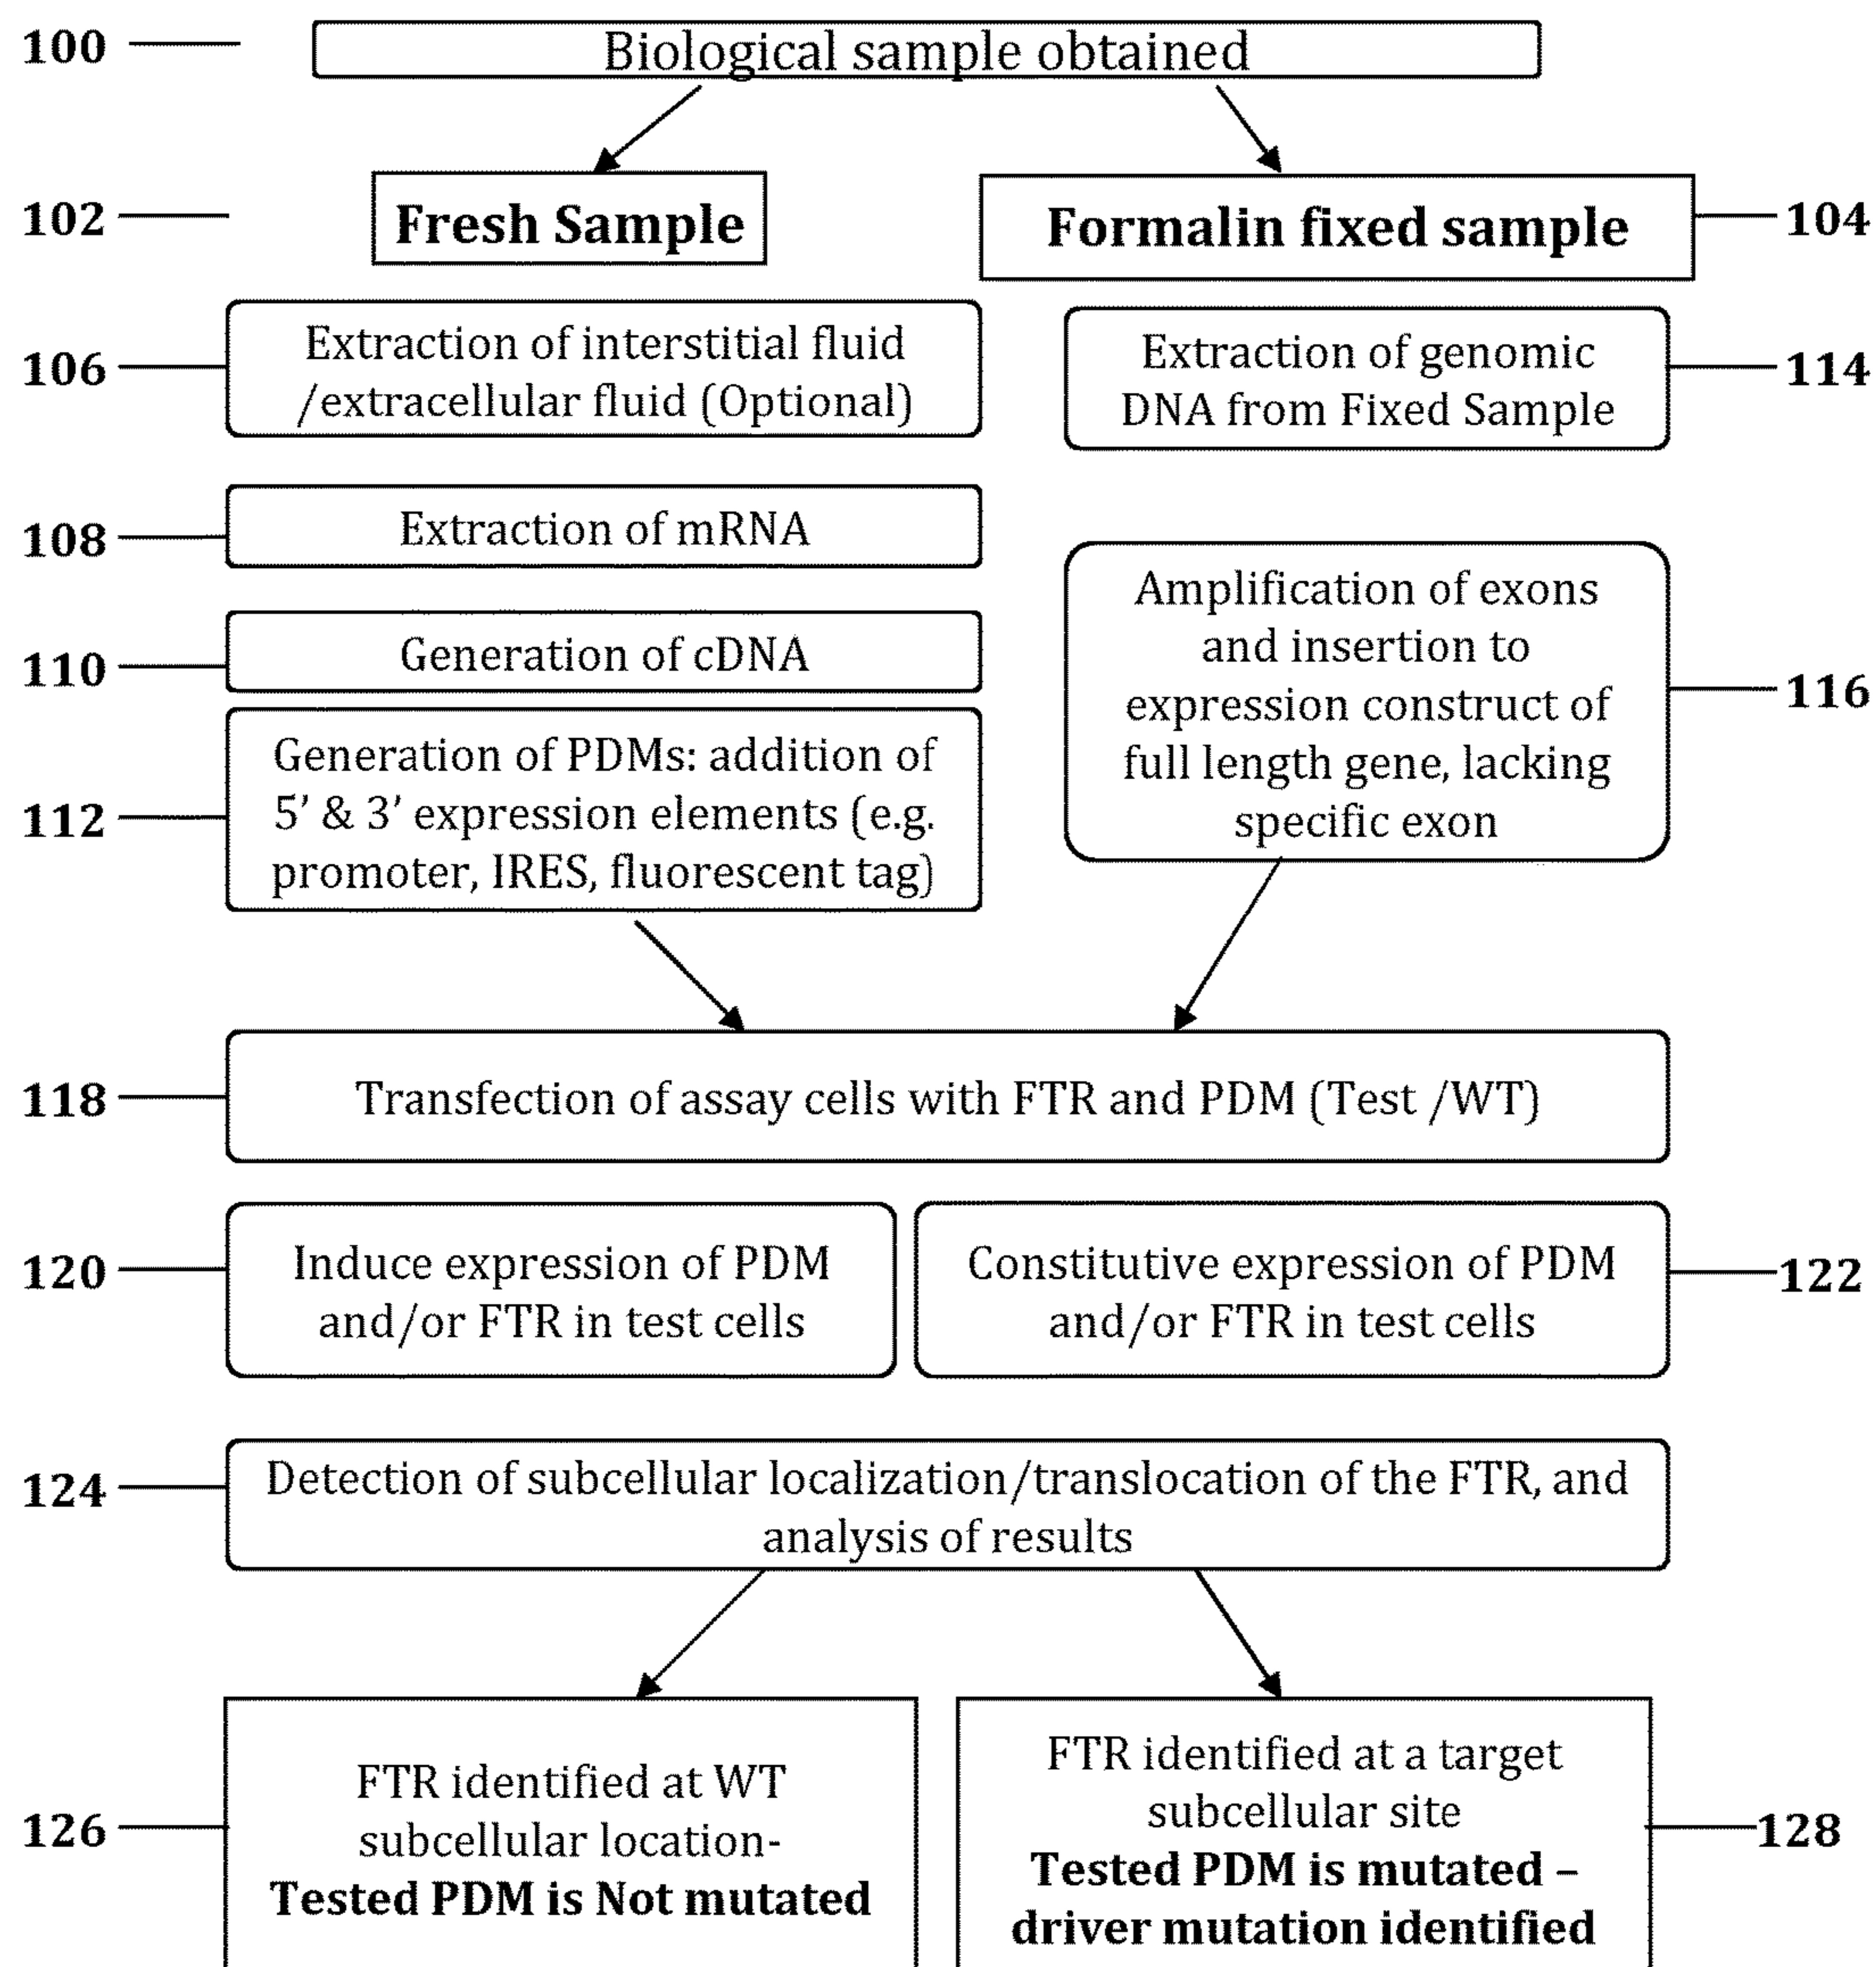 100
Biological sample obtained
102
Fresh Sample
Formalin fixed sample
104
106
Extraction of interstitial fluid
/extracellular fluid (Optional)
Extraction of genomic
DNA from Fixed Sample
114
108
Extraction of mRNA
110
Generation of cDNA
112
Generation of PDMs: addition of
5’ & 3’ expression elements (e.g.
promoter, IRES, fluorescent tag)
Amplification of exons
and insertion to
expression construct of
full length gene, lacking
specific exon
116
118
Transfection of assay cells with FTR and PDM (Test /WT)
120
Induce expression of PDM
and/or FTR in test cells
Constitutive expression of PDM
and/or FTR in test cells
122
124
Detection of subcellular localization/translocation of the FTR, and
analysis of results
126
FTR identified at WT
subcellular location-
Tested PDM is Not mutated
FTR identified at a target
subcellular site
Tested PDM is mutated –
driver mutation identified
128